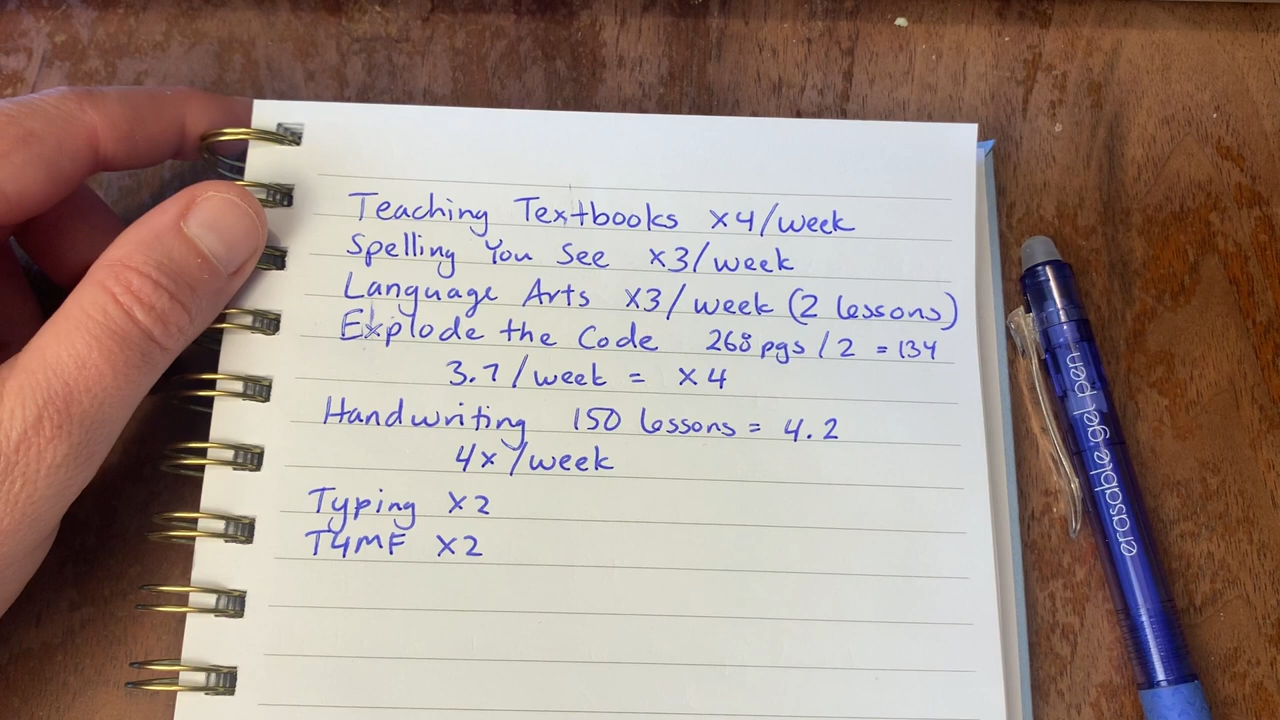 Teaching Textbooks x4/week
Spelling You See x3/week
Language Arts x3/week (2 lessons)
Explode the Code 268 pgs/2 = 134
3.7/week = x4
Handwriting 150 lessons = 4.2
4x/week
Typing x2
T4MF x2
erasable gel pen